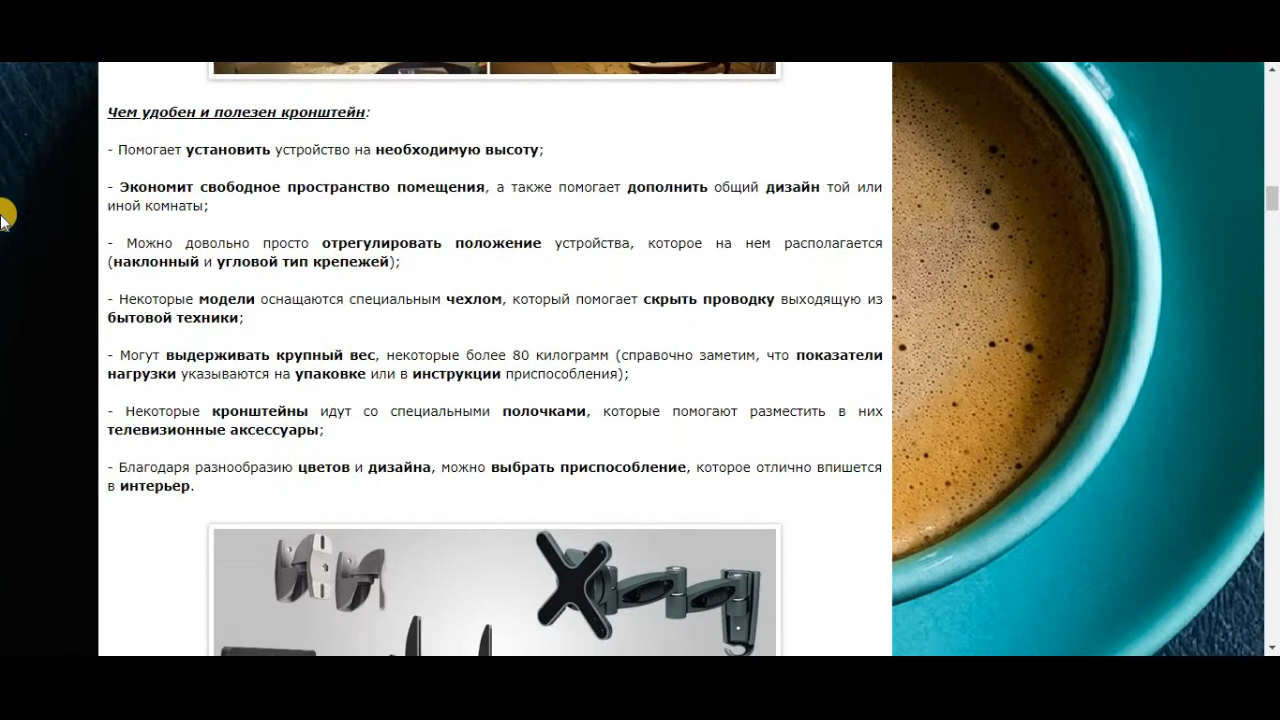 Чем удобен и полезен кронштейн:
- Помогает установить устройство на необходимую высоту;
- Экономит свободное пространство помещения, а также помогает дополнить общий дизайн той или
иной комнаты;
- Можно довольно просто отрегулировать положение устройства, которое на нем располагается
(наклонный и угловой тип крепежей);
- Некоторые модели оснащаются специальным чехлом, который помогает скрыть проводку выходящую из
бытовой техники;
- Могут выдерживать крупный вес, некоторые более 80 килограмм (справочно заметим, что показатели
нагрузки указываются на упаковке или в инструкции приспособления);
- Некоторые кронштейны идут со специальными полочками, которые помогают разместить в них
телевизионные аксессуары;
- Благодаря разнообразию цветов и дизайна, можно выбрать приспособление, которое отлично впишется
в интерьер.